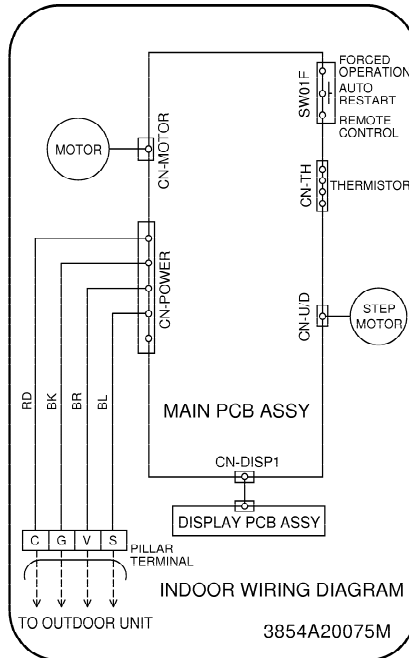 FORCED
OPERATION
AUTO
RESTART
REMOTE
CONTROL
SW01F
MOTOR
CN-MOTOR
CN-TH
THERMISTOR
CN-POWER
CN-U/D
STEP
MOTOR
RD
BK
BR
BL
MAIN PCB ASSY
CN-DISP1
DISPLAY PCB ASSY
C G V S
PILLAR
TERMINAL
TO OUTDOOR UNIT
INDOOR WIRING DIAGRAM
3854A20075M